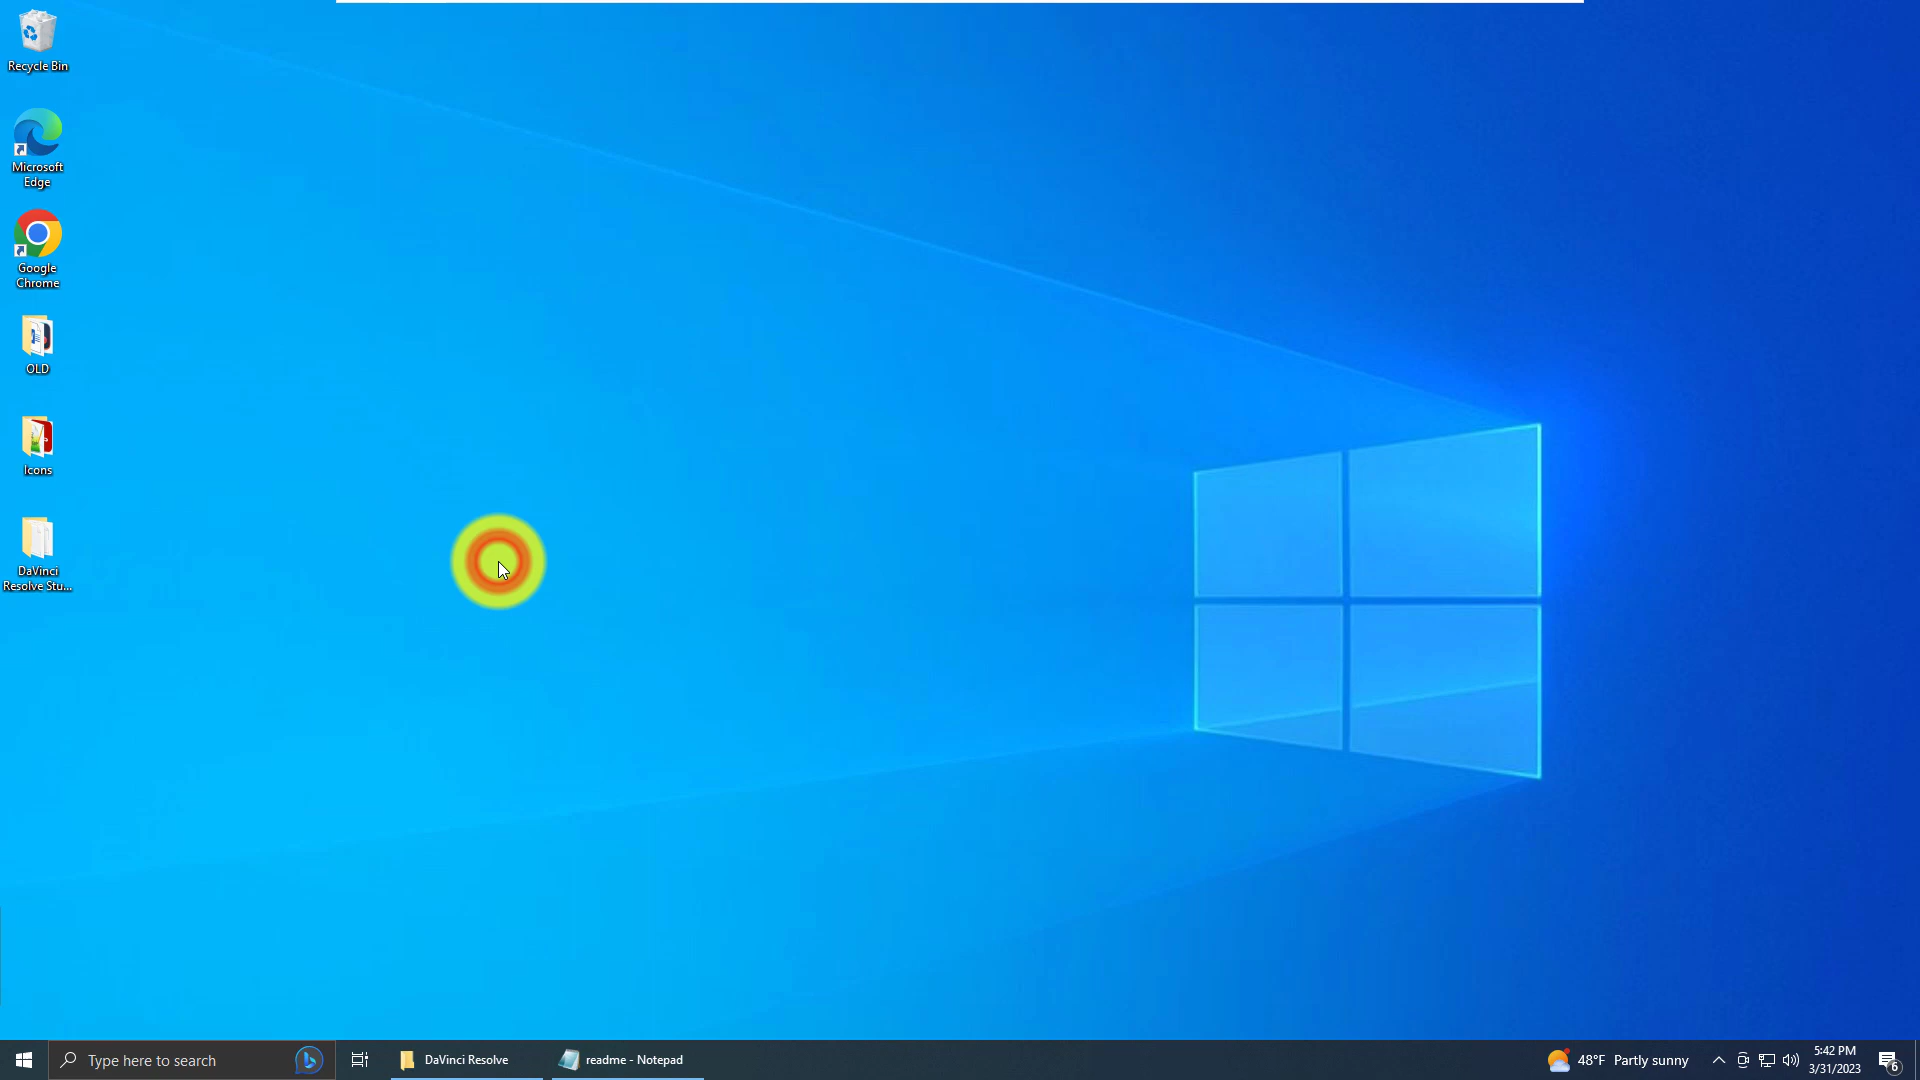 Recycle Bin
Microsoft
Edge
Google
Chrome
OLD
Icons
DaVinci
Resolve Stu...
Type here to search
DaVinci Resolve
readme - Notepad
48°F Partly sunny
5:42 PM
3/31/2023
6